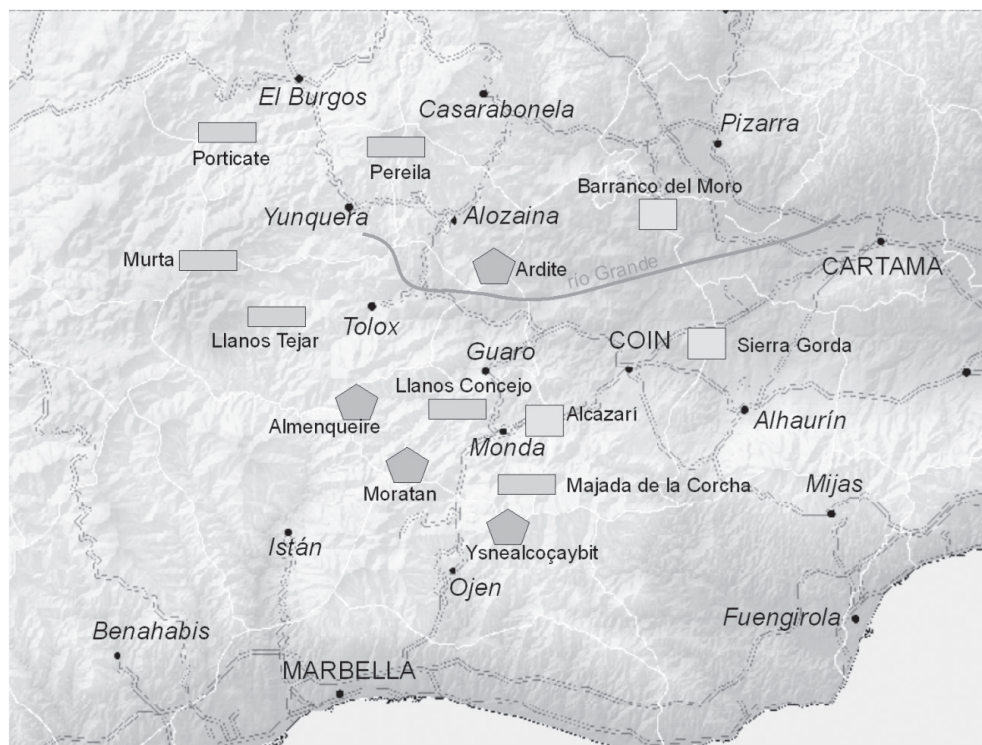 El Burgos
Casarabonela
Pizarra
Porticate
Pereila
Barranco del Moro
Yunquera
Alozaina
Murta
Ardite
río Grande
CARTAMA
Llanos Tejar
Tolox
COIN
Sierra Gorda
Guaro
Llanos Concejo
Almenqueire
Alcazarí
Alhaurín
Monda
Moratan
Majada de la Corcha
Mijas
Istán
Ysnealcoçaybit
Ojen
Fuengirola
Benahabis
MARBELLA